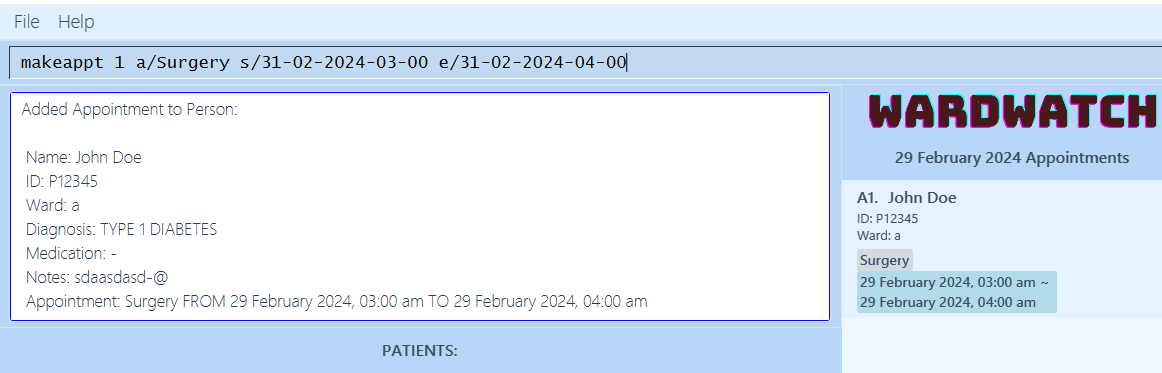 File Help
makeappt 1 a/Surgery s/31-02-2024-03-00 e/31-02-2024-04-00
Added Appointment to Person:
Name: John Doe
ID: P12345
Ward: a
Diagnosis: TYPE 1 DIABETES
Medication: -
Notes: sdaasdasd-@
Appointment: Surgery FROM 29 February 2024, 03:00 am TO 29 February 2024, 04:00 am
PATIENTS:
WARDWATCH
29 February 2024 Appointments
A1. John Doe
ID: P12345
Ward: a
Surgery
29 February 2024, 03:00 am ~
29 February 2024, 04:00 am